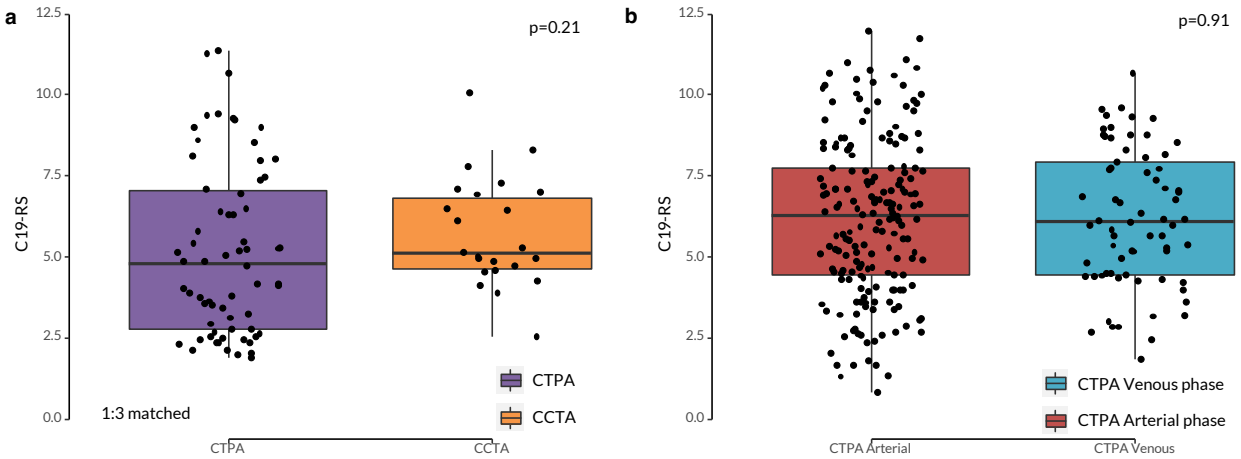 a
12.5
10.0
7.5
5.0
2.5
0.0
C19-RS
p=0.21
1:3 matched
CTPA
CCTA
CTPA
CCTA
b
12.5
10.0
7.5
5.0
2.5
0.0
C19-RS
p=0.91
CTPA Venous phase
CTPA Arterial phase
CTPA Arterial
CTPA Venous